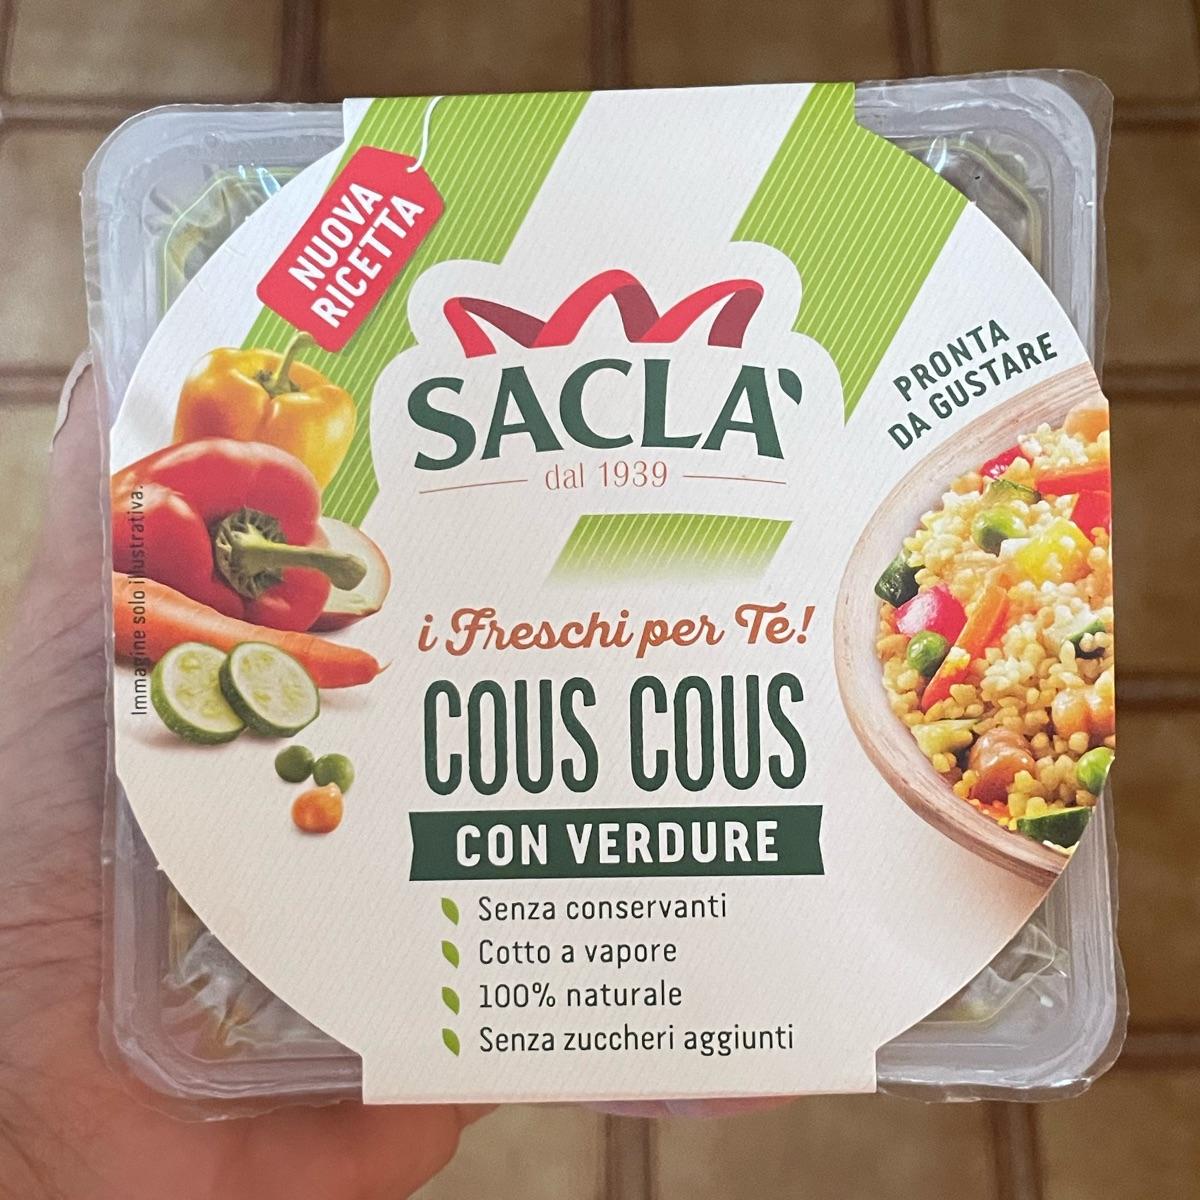 NUOVA
RICETTA
SACLÀ
dal 1939
PRONTA
DA GUSTARE
Immagine solo illustrativa.
i Freschi per Te!
COUS COUS
CON VERDURE
Senza conservanti
Cotto a vapore
100% naturale
Senza zuccheri aggiunti